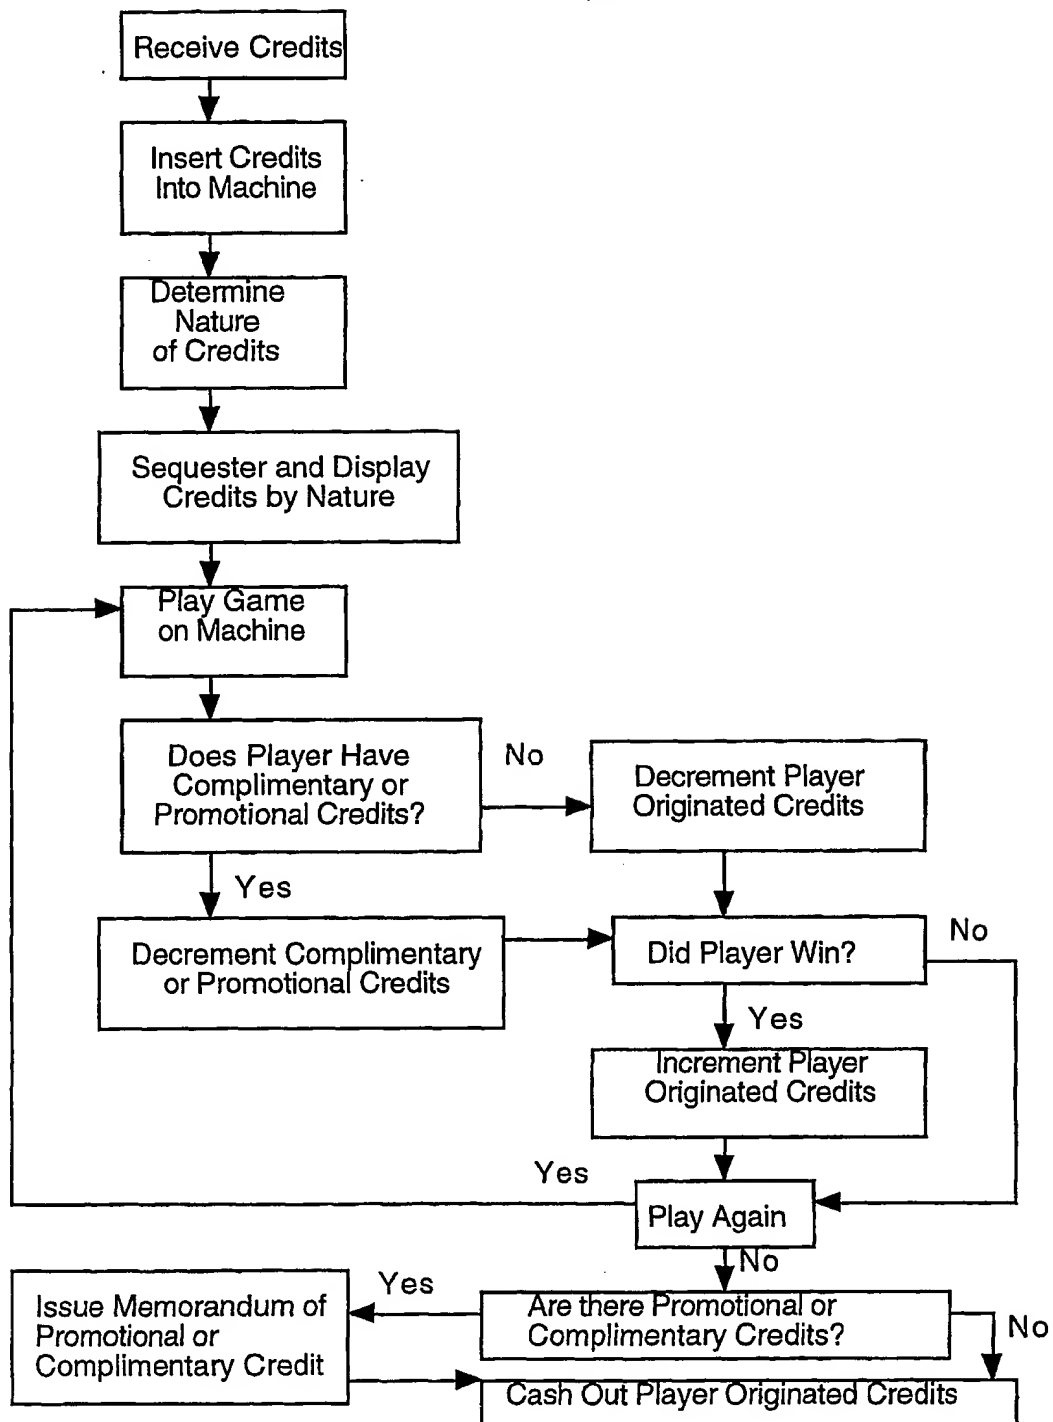 Receive Credits
Insert Credits
Into Machine
Determine
Nature
of Credits
Sequester and Display
Credits by Nature
Play Game
on Machine
Does Player Have
Complimentary or
Promotional Credits?
No
Decrement Player
Originated Credits
Yes
Decrement Complimentary
or Promotional Credits
Did Player Win?
No
Yes
Increment Player
Originated Credits
Yes
Play Again
No
Issue Memorandum of
Promotional or
Complimentary Credit
Yes
Are there Promotional or
Complimentary Credits?
No
Cash Out Player Originated Credits